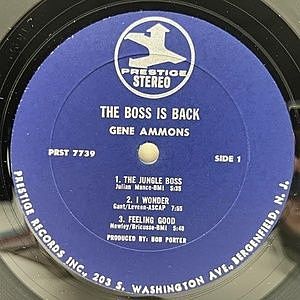 PRESTIGE
STEREO
THE BOSS IS BACK
GENE AMMONS
PRST 7739
SIDE 1
1. THE JUNGLE BOSS
Julian Mance-BMI 5:35
2. I WONDER
Gant/Leveen-ASCAP 7:05
3. FEELING GOOD
Newley/Bricusse-BMI 5:40
PRODUCED BY: BOB PORTER
PRESTIGE RECORDS INC., 203 S. WASHINGTON AVE., BERGENFIELD, N. J.